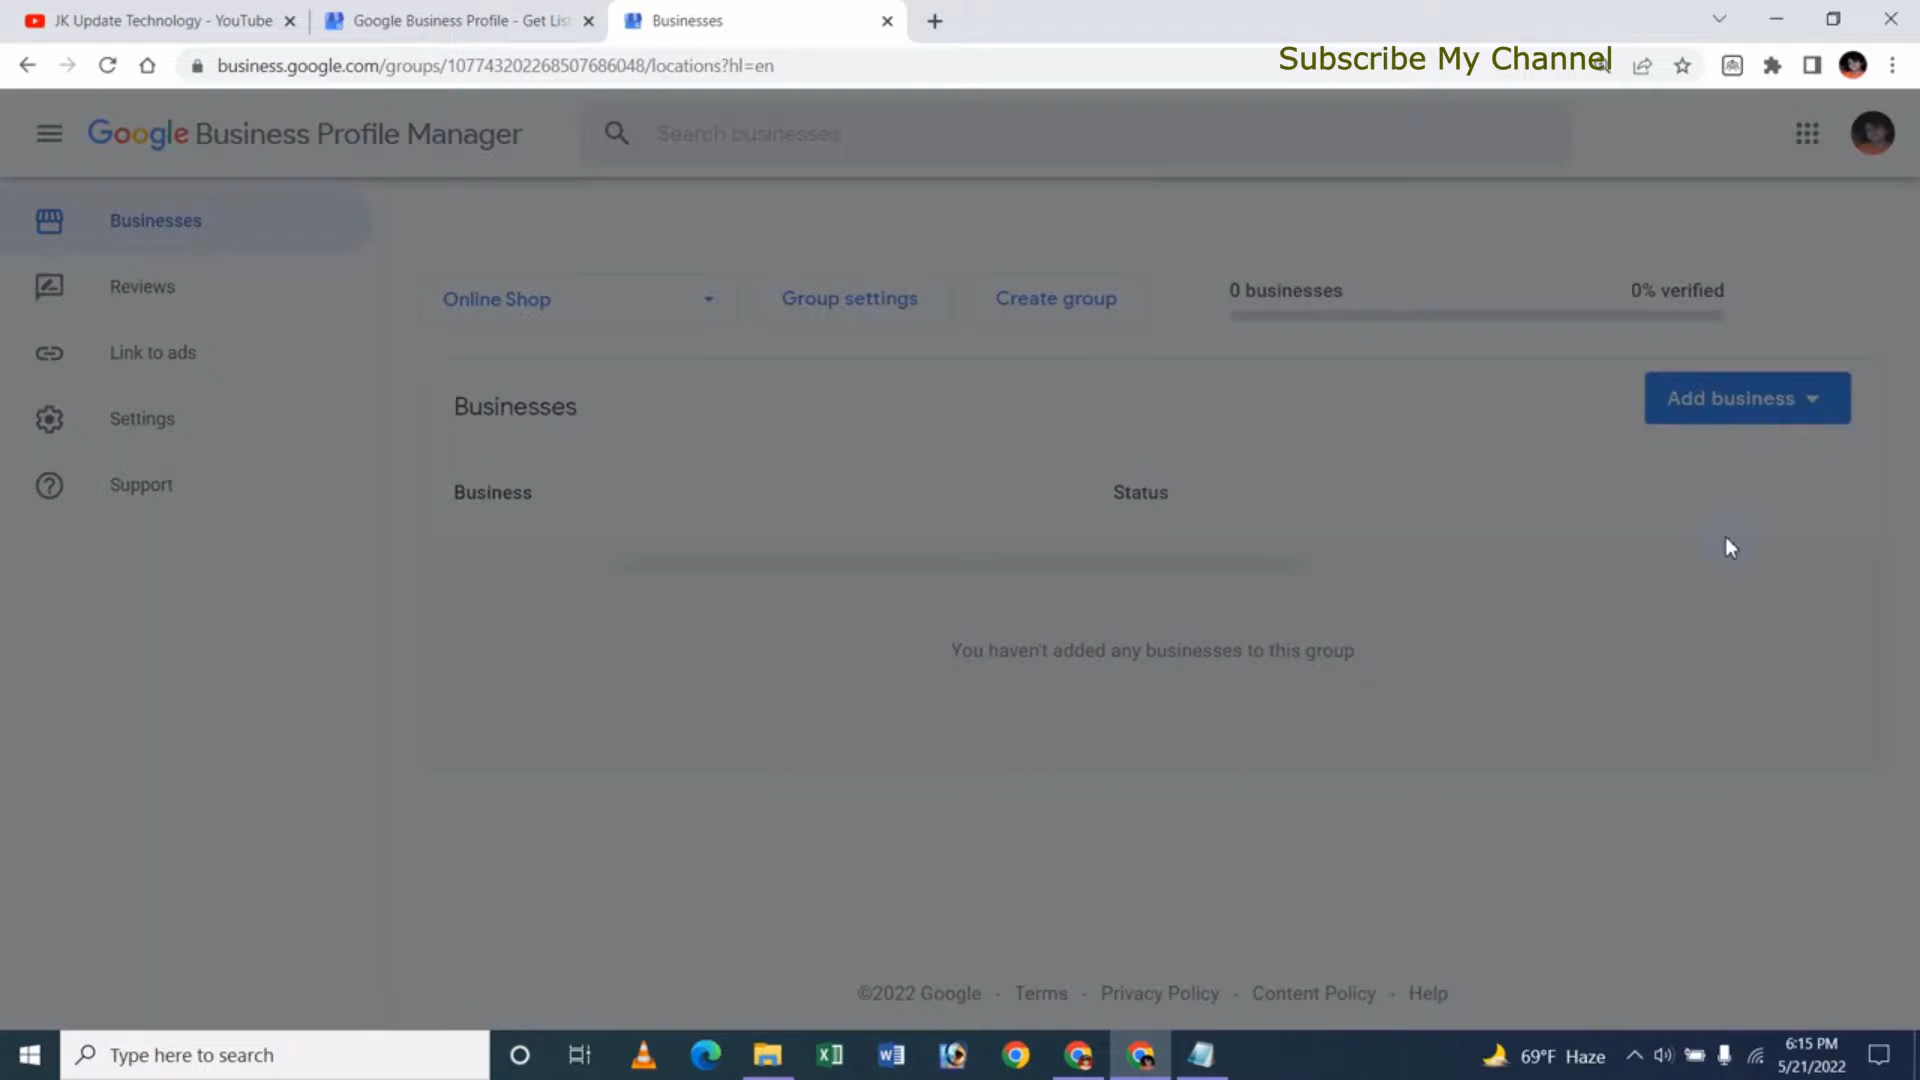 JK Update Technology - YouTube
Google Business Profile - Get Lis
Businesses
business.google.com/groups/107743202268507686048/locations?hl=en
Subscribe My Channel
Google Business Profile Manager
Search businesses
Businesses
Reviews
Link to ads
Settings
Support
Online Shop
Group settings
Create group
0 businesses
0% verified
Businesses
Add business
Business
Status
You haven't added any businesses to this group
©2022 Google - Terms - Privacy Policy - Content Policy - Help
Type here to search
69°F Haze
6:15 PM
5/21/2022